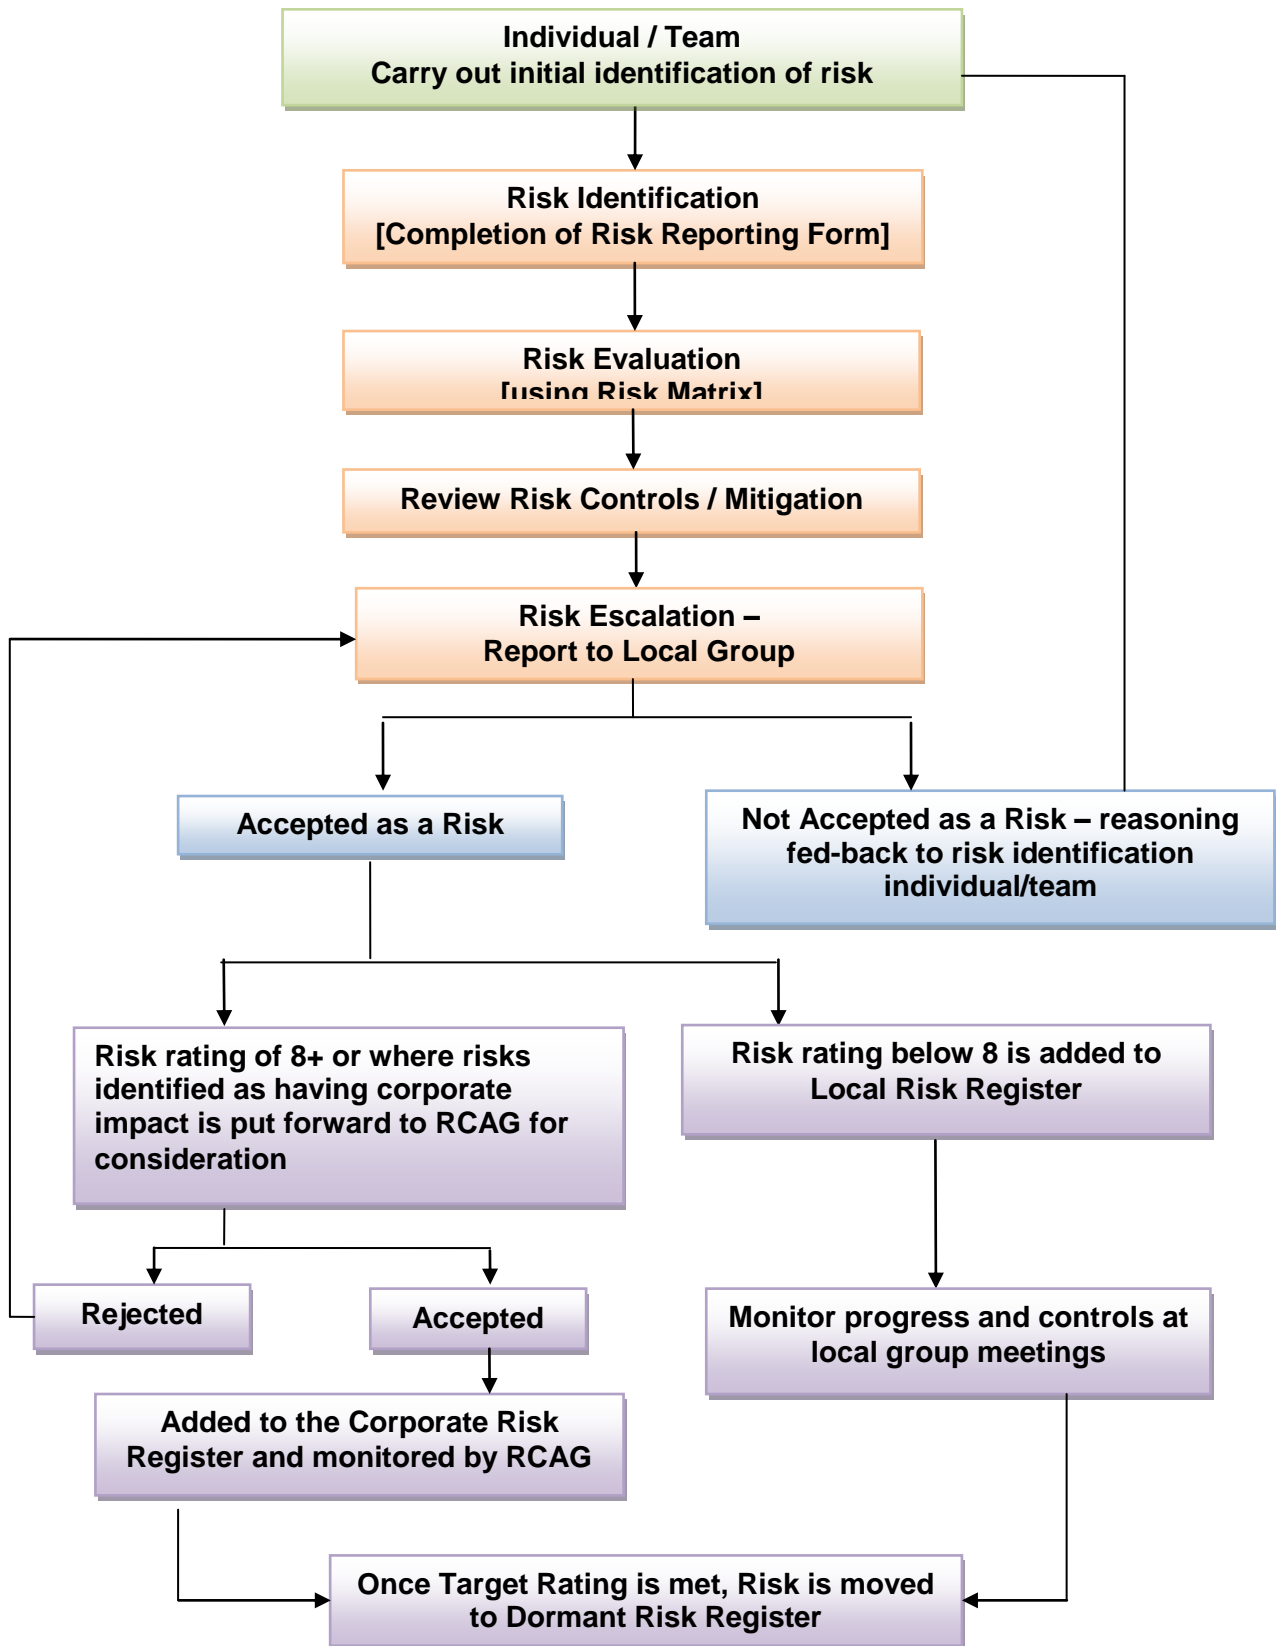 Individual / Team
Carry out initial identification of risk
Risk Identification
[Completion of Risk Reporting Form]
Risk Evaluation
[using Risk Matrix]
Review Risk Controls / Mitigation
Risk Escalation –
Report to Local Group
Accepted as a Risk
Not Accepted as a Risk – reasoning
fed-back to risk identification
individual/team
Risk rating of 8+ or where risks
identified as having corporate
impact is put forward to RCAG for
consideration
Risk rating below 8 is added to
Local Risk Register
Rejected
Accepted
Monitor progress and controls at
local group meetings
Added to the Corporate Risk
Register and monitored by RCAG
Once Target Rating is met, Risk is moved
to Dormant Risk Register